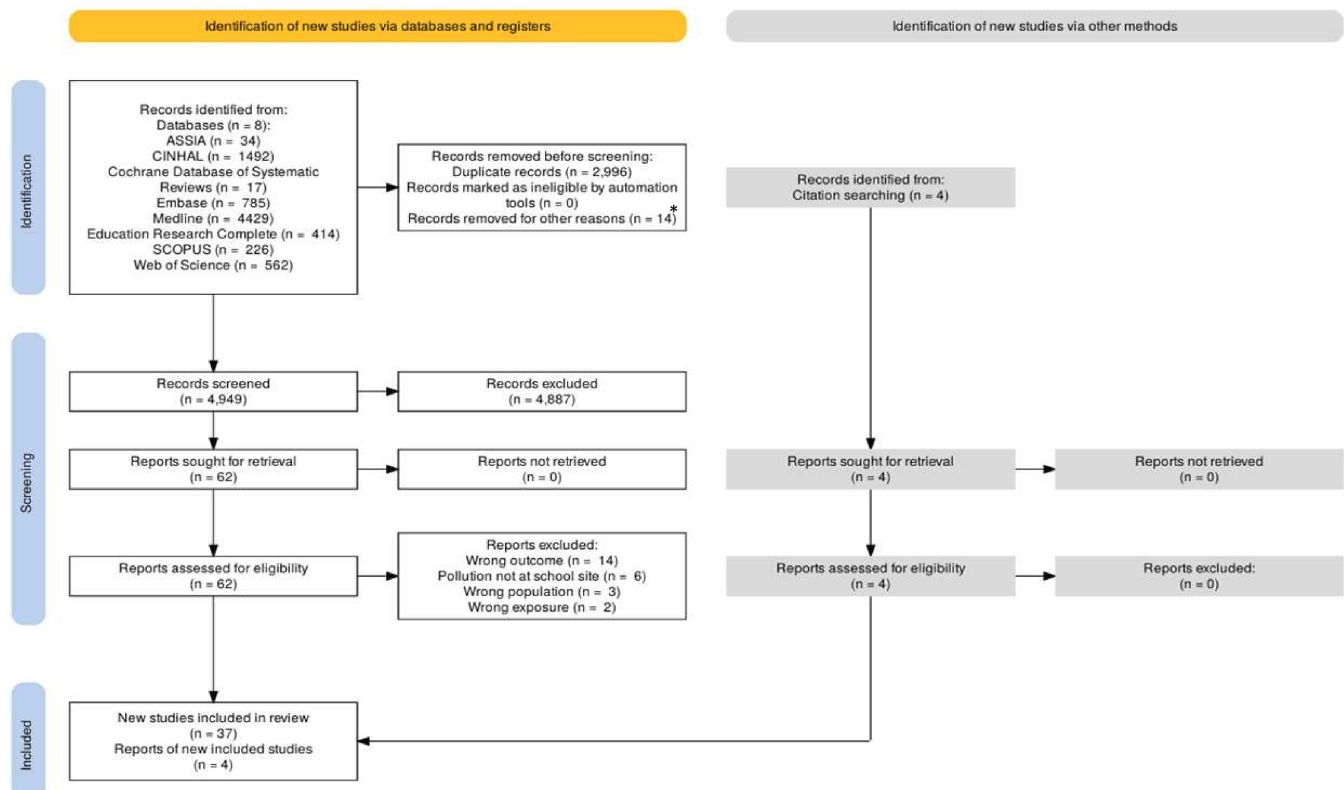 Identification of new studies via databases and registers
Identification of new studies via other methods
Identification
Records identified from:
Databases (n = 8):
ASSIA (n = 34)
CINHAL (n = 1492)
Cochrane Database of Systematic
Reviews (n = 17)
Embase (n = 785)
Medline (n = 4429)
Education Research Complete (n = 414)
SCOPUS (n = 226)
Web of Science (n = 562)
Records removed before screening:
Duplicate records (n = 2,996)
Records marked as ineligible by automation
tools (n = 0)
Records removed for other reasons (n = 14)*
Records identified from:
Citation searching (n = 4)
Screening
Records screened
(n = 4,949)
Records excluded
(n = 4,887)
Reports sought for retrieval
(n = 62)
Reports not retrieved
(n = 0)
Reports sought for retrieval
(n = 4)
Reports not retrieved
(n = 0)
Reports assessed for eligibility
(n = 62)
Reports excluded:
Wrong outcome (n = 14)
Pollution not at school site (n = 6)
Wrong population (n = 3)
Wrong exposure (n = 2)
Reports assessed for eligibility
(n = 4)
Reports excluded:
(n = 0)
Included
New studies included in review
(n = 37)
Reports of new included studies
(n = 4)